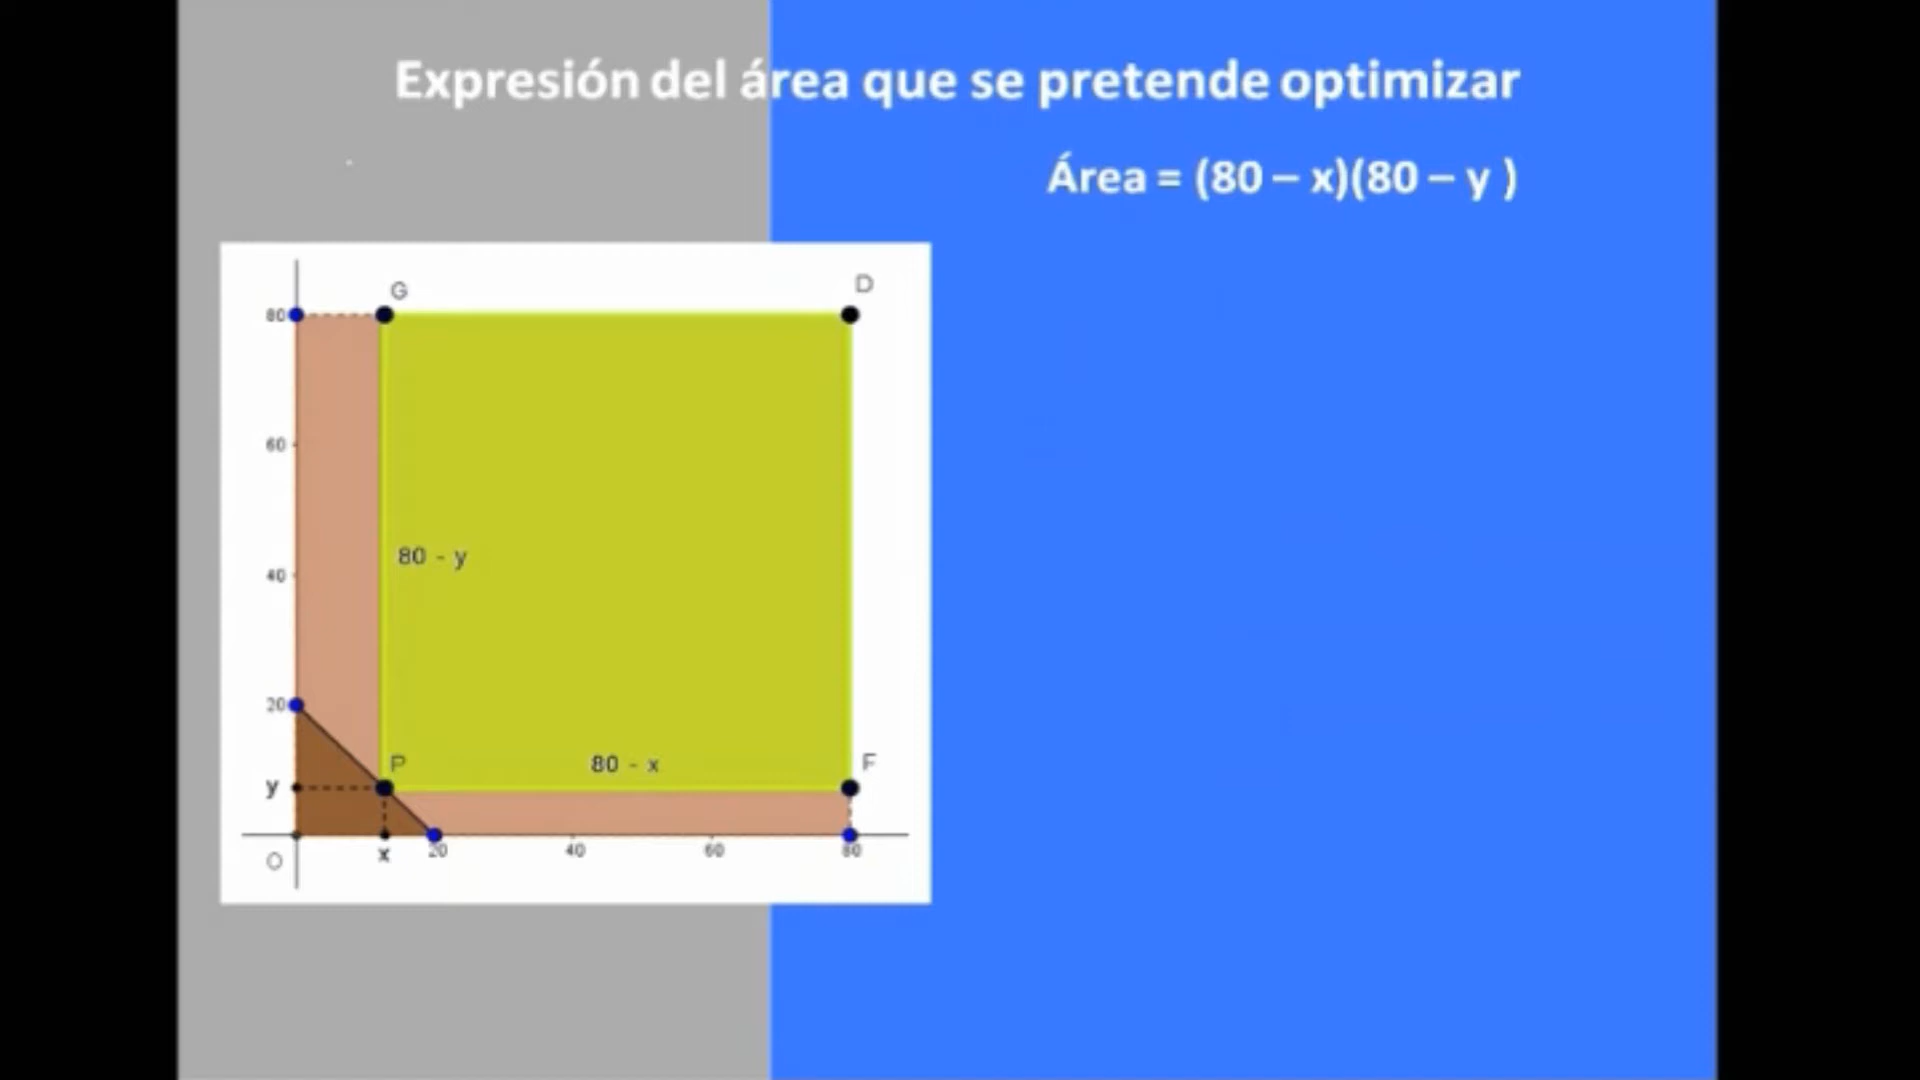 Expresión del área que se pretende optimizar
Área = (80 – x)(80 – y )
G
D
80
60
80 - y
40
20
P
80 - x
F
y
O
x
20
40
60
80